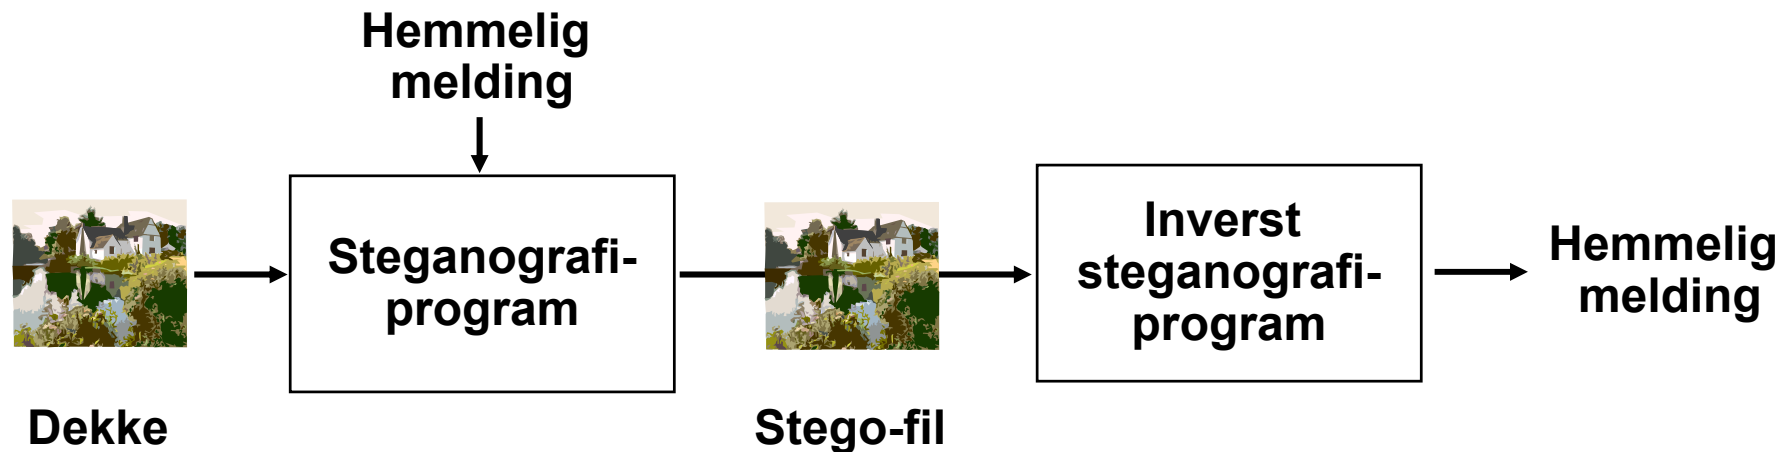 Hemmelig
melding
Steganografi-
program
Inverst
steganografi-
program
Hemmelig
melding
Dekke
Stego-fil